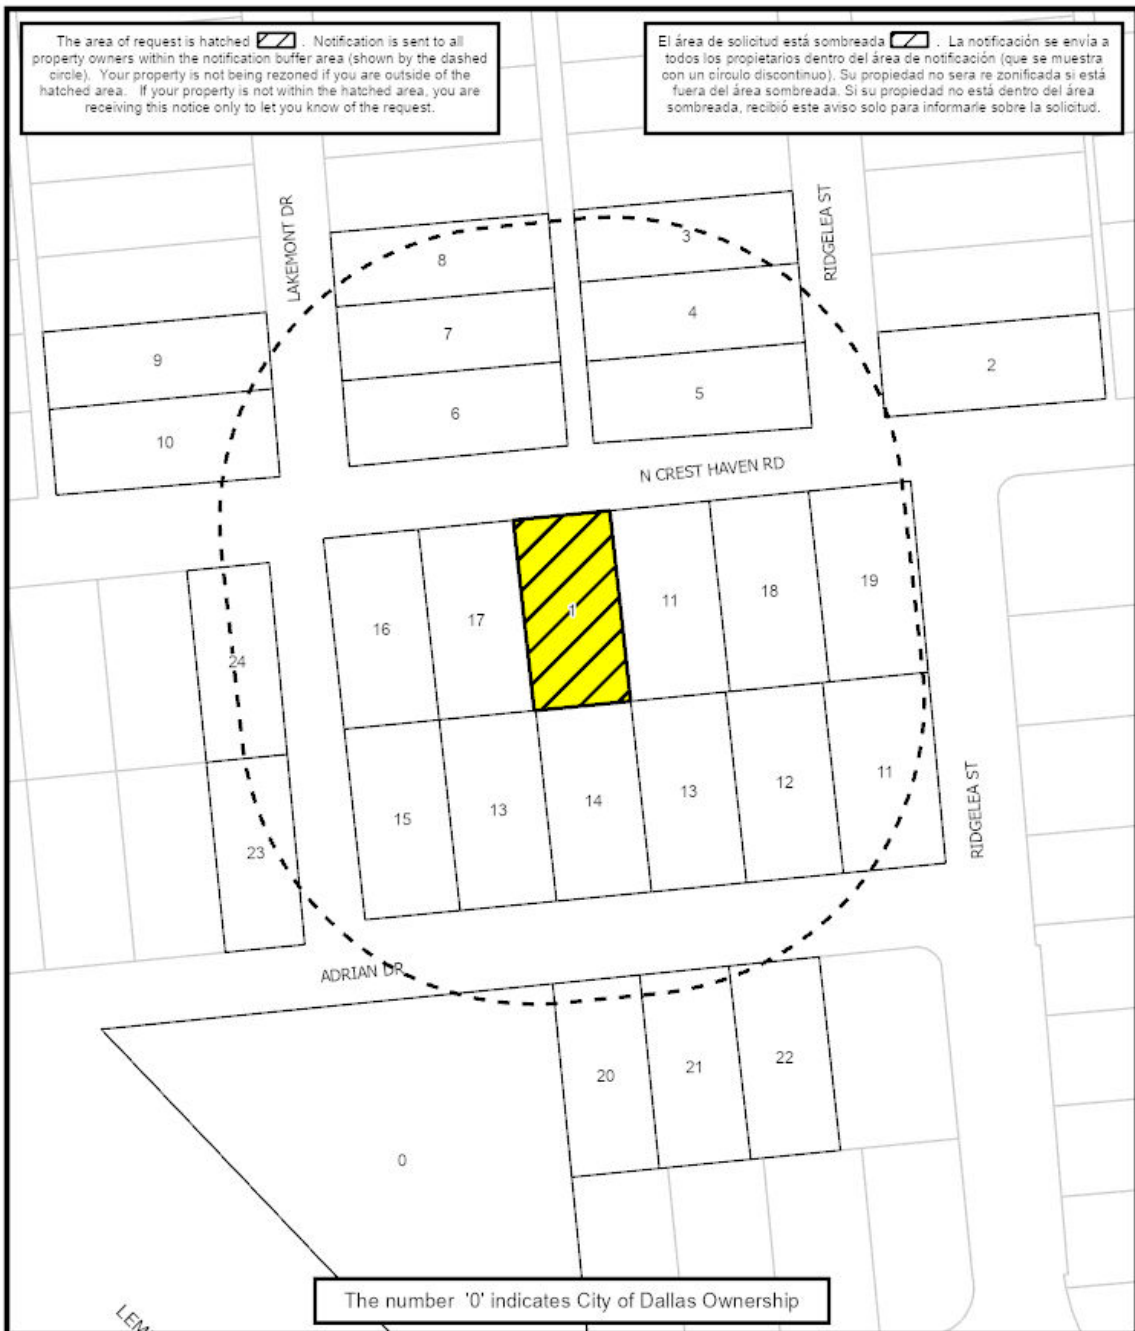 The area of request is hatched . Notification is sent to all
property owners within the notification buffer area (shown by the dashed
circle). Your property is not being rezoned if you are outside of the
hatched area. If your property is not within the hatched area, you are
receiving this notice only to let you know of the request.
El área de solicitud está sombreada . La notificación se envía a
todos los propietarios dentro del área de notificación (que se muestra
con un círculo discontinuo). Su propiedad no sera re zonificada si está
fuera del área sombreada. Si su propiedad no está dentro del área
sombreada, recibió este aviso solo para informarle sobre la solicitud.
LAKEMONT DR
RIDGELEA ST
8
3
7
4
9
2
6
5
10
N CREST HAVEN RD
16
17
1
11
18
19
24
15
13
14
13
12
11
23
RIDGELEA ST
ADRIAN DR
20
21
22
0
The number '0' indicates City of Dallas Ownership